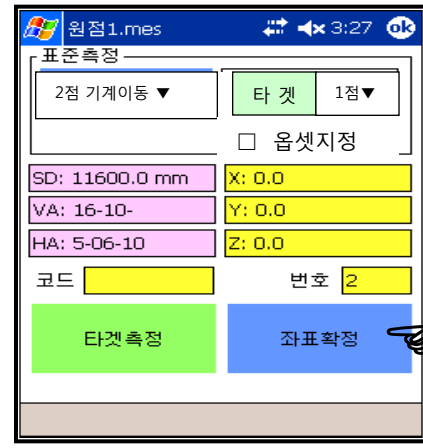 원점1.mes 3:27 ok
표준측정
2점 기계이동 ▼ 타 겟 1점▼
□ 옵셋지정
SD: 11600.0 mm X: 0.0
VA: 16-10- Y: 0.0
HA: 5-06-10 Z: 0.0
코드 번호 2
타겟측정 좌표확정